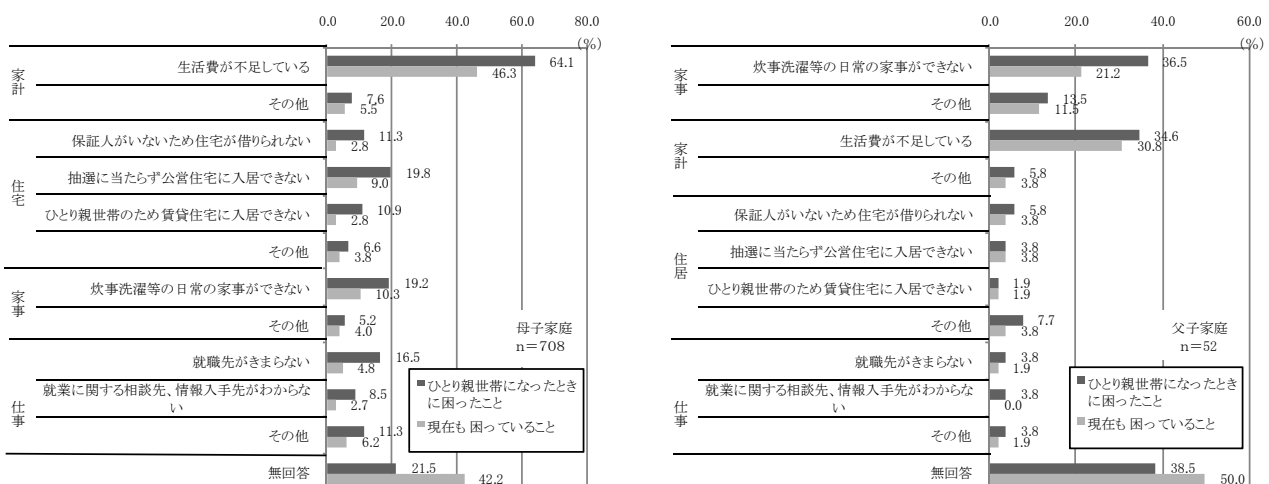 0.0 20.0 40.0 60.0 80.0
(%)
家計
生活費が不足している 64.1 46.3
その他 7.6 5.5
住宅
保証人がいないため住宅が借りられない 11.3 2.8
抽選に当たらず公営住宅に入居できない 19.8 9.0
ひとり親世帯のため賃貸住宅に入居できない 10.9 2.8
その他 6.6 3.8
家事
炊事洗濯等の日常の家事ができない 19.2 10.3
その他 5.2 4.0
仕事
就職先がきまらない 16.5 4.8
就業に関する相談先、情報入手先がわからな
い 8.5 2.7
その他 11.3 6.2
無回答 21.5 42.2
母子家庭
n=708
ひとり親世帯になったとき
に困ったこと
現在も困っていること
0.0 20.0 40.0 60.0
(%)
家事
炊事洗濯等の日常の家事ができない 36.5 21.2
その他 13.5 11.5
家計
生活費が不足している 34.6 30.8
その他 5.8 3.8
住居
保証人がいないため住宅が借りられない 5.8 3.8
抽選に当たらず公営住宅に入居できない 3.8 3.8
ひとり親世帯のため賃貸住宅に入居できない 1.9 1.9
その他 7.7 3.8
仕事
就職先がきまらない 3.8 1.9
就業に関する相談先、情報入手先がわからな
い 3.8 0.0
その他 3.8 1.9
無回答 38.5 50.0
父子家庭
n=52
ひとり親世帯になったとき
に困ったこと
現在も困っていること